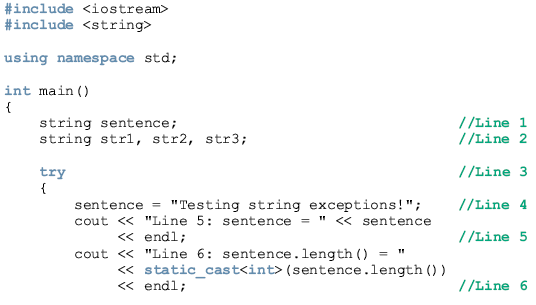 #include <iostream>
#include <string>
using namespace std;
int main()
{
string sentence; //Line 1
string str1, str2, str3; //Line 2
try //Line 3
{
sentence = "Testing string exceptions!"; //Line 4
cout << "Line 5: sentence = " << sentence
<< endl; //Line 5
cout << "Line 6: sentence.length() = "
<< static_cast<int>(sentence.length())
<< endl; //Line 6